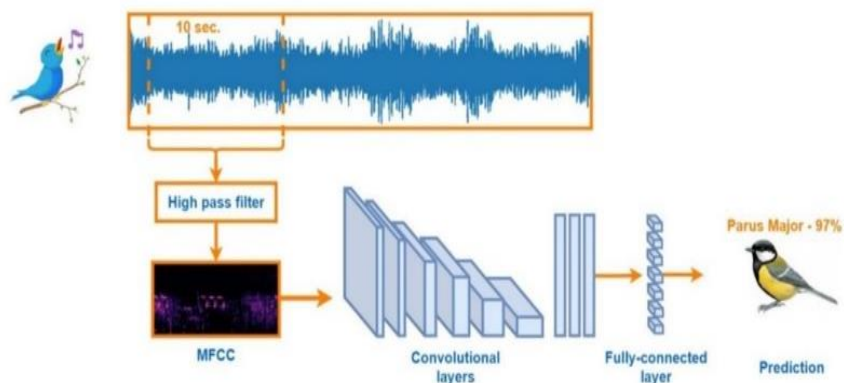 10 sec.
High pass filter
Parus Major - 97%
MFCC
Convolutional
layers
Fully-connected
layer
Prediction